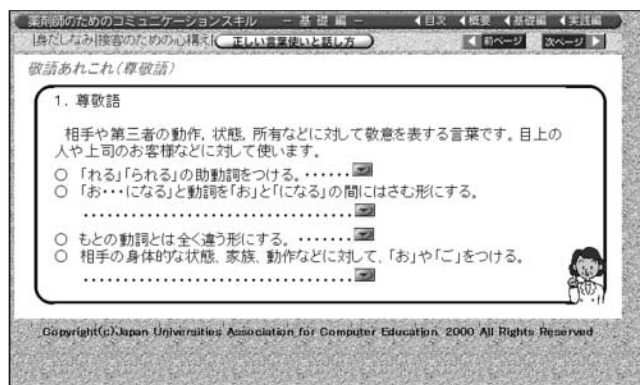 薬剤師のためのコミュニケーションスキル －基礎編－ ◀目次 ◀概要 ◀基礎編 ◀実践編
|身だしなみ|接客のための心構え|正しい言葉使いと話し方 ◀ 前ページ 次ページ ▶
敬語あれこれ(尊敬語)
1. 尊敬語
相手や第三者の動作, 状態, 所有などに対して敬意を表する言葉です。目上の
人や上司のお客様などに対して使います。
○ 「れる」「られる」の助動詞をつける。・・・・・・
○ 「お・・・になる」と動詞を「お」と「になる」の間にはさむ形にする。
・・・・・・・・・・・・・・・・・・・・・・・・・・・・・・・・・
○ もとの動詞とは全く違う形にする。・・・・・・・
○ 相手の身体的な状態、家族、動作などに対して、「お」や「ご」をつける。
・・・・・・・・・・・・・・・・・・・・・・・・・・・・・・・・・
Copyright(c)Japan Universities Association for Computer Education. 2000 All Rights Reserved